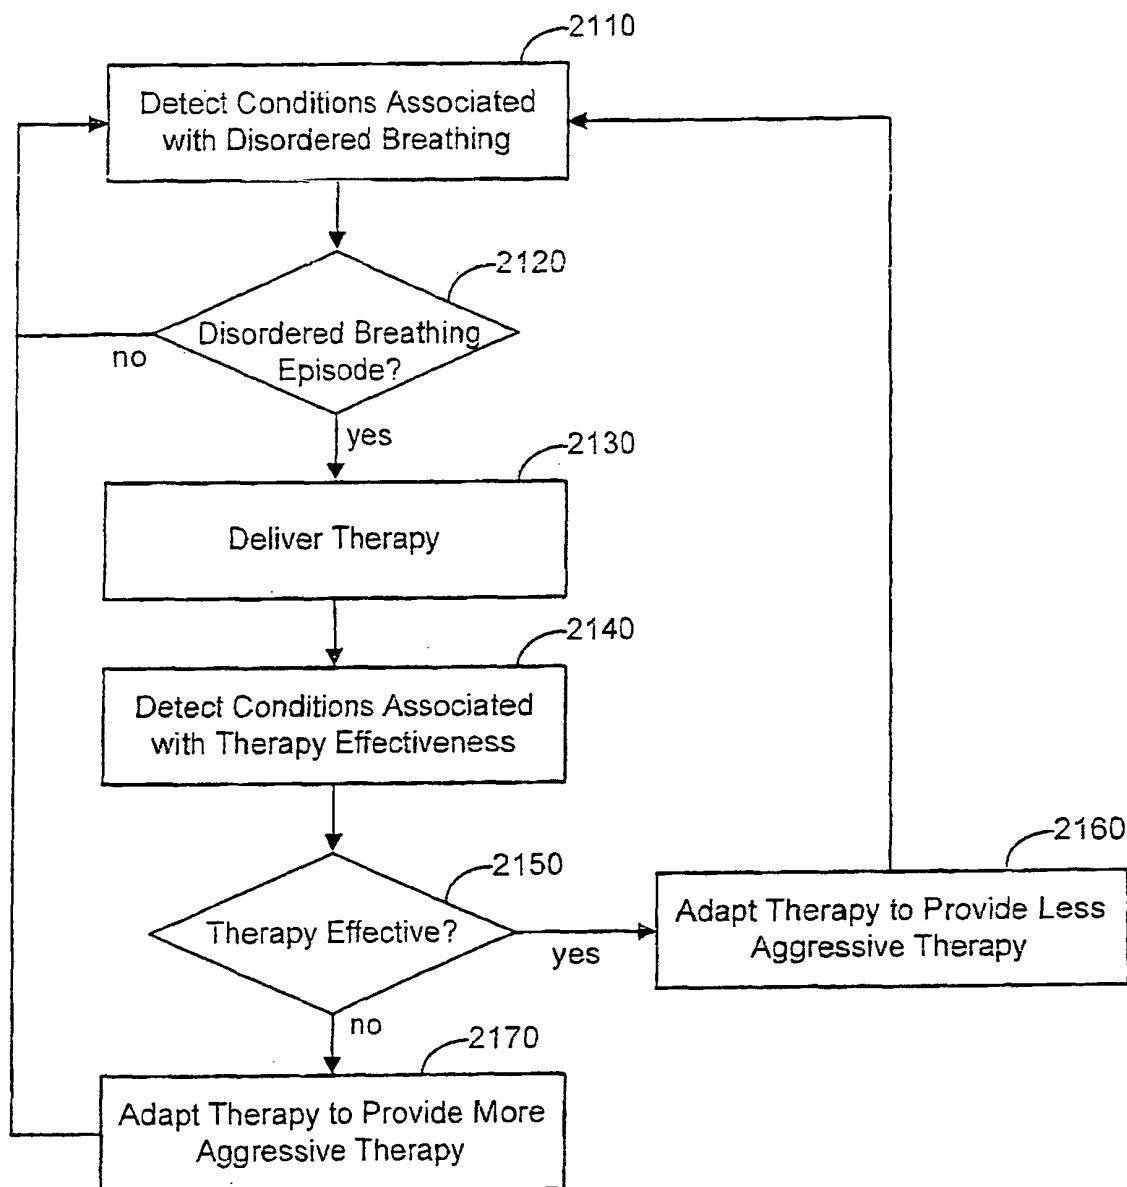 2110
Detect Conditions Associated
with Disordered Breathing
2120
Disordered Breathing
Episode?
no
yes
2130
Deliver Therapy
2140
Detect Conditions Associated
with Therapy Effectiveness
2150
Therapy Effective?
yes
2160
Adapt Therapy to Provide Less
Aggressive Therapy
no
2170
Adapt Therapy to Provide More
Aggressive Therapy